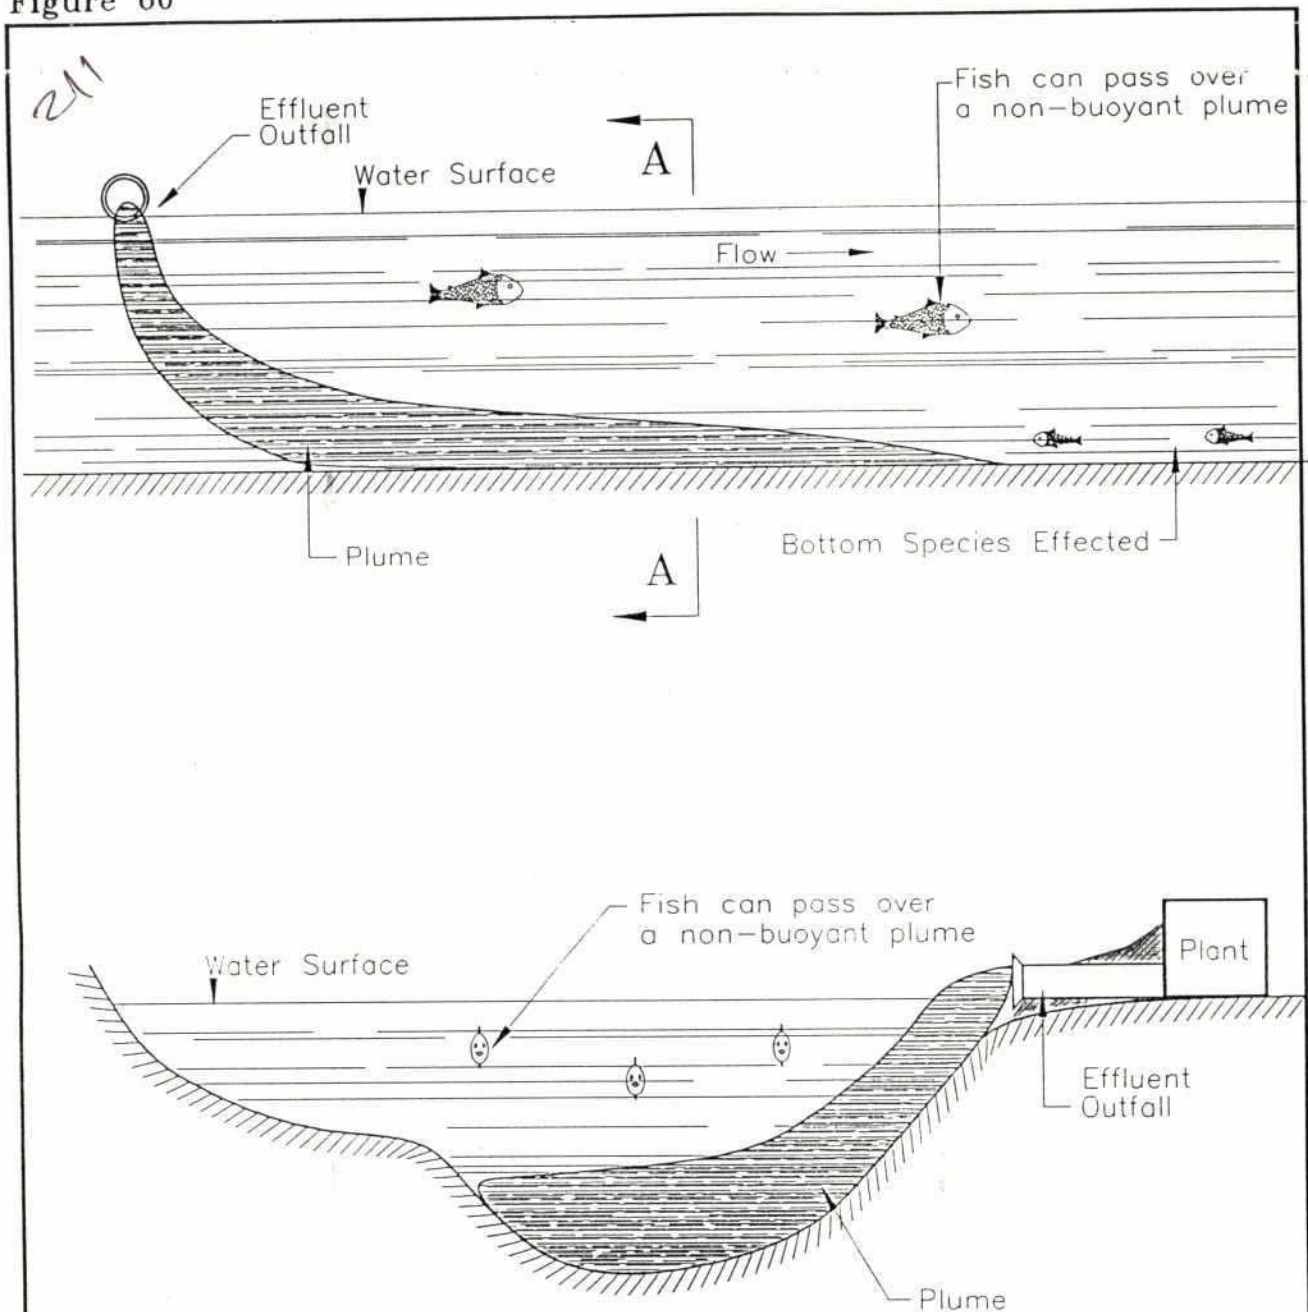 Figure 60
211
Effluent
Outfall
Water Surface
A
Fish can pass over
a non-buoyant plume
Flow
Plume
A
Bottom Species Effected
Fish can pass over
a non-buoyant plume
Water Surface
Plant
Effluent
Outfall
Plume